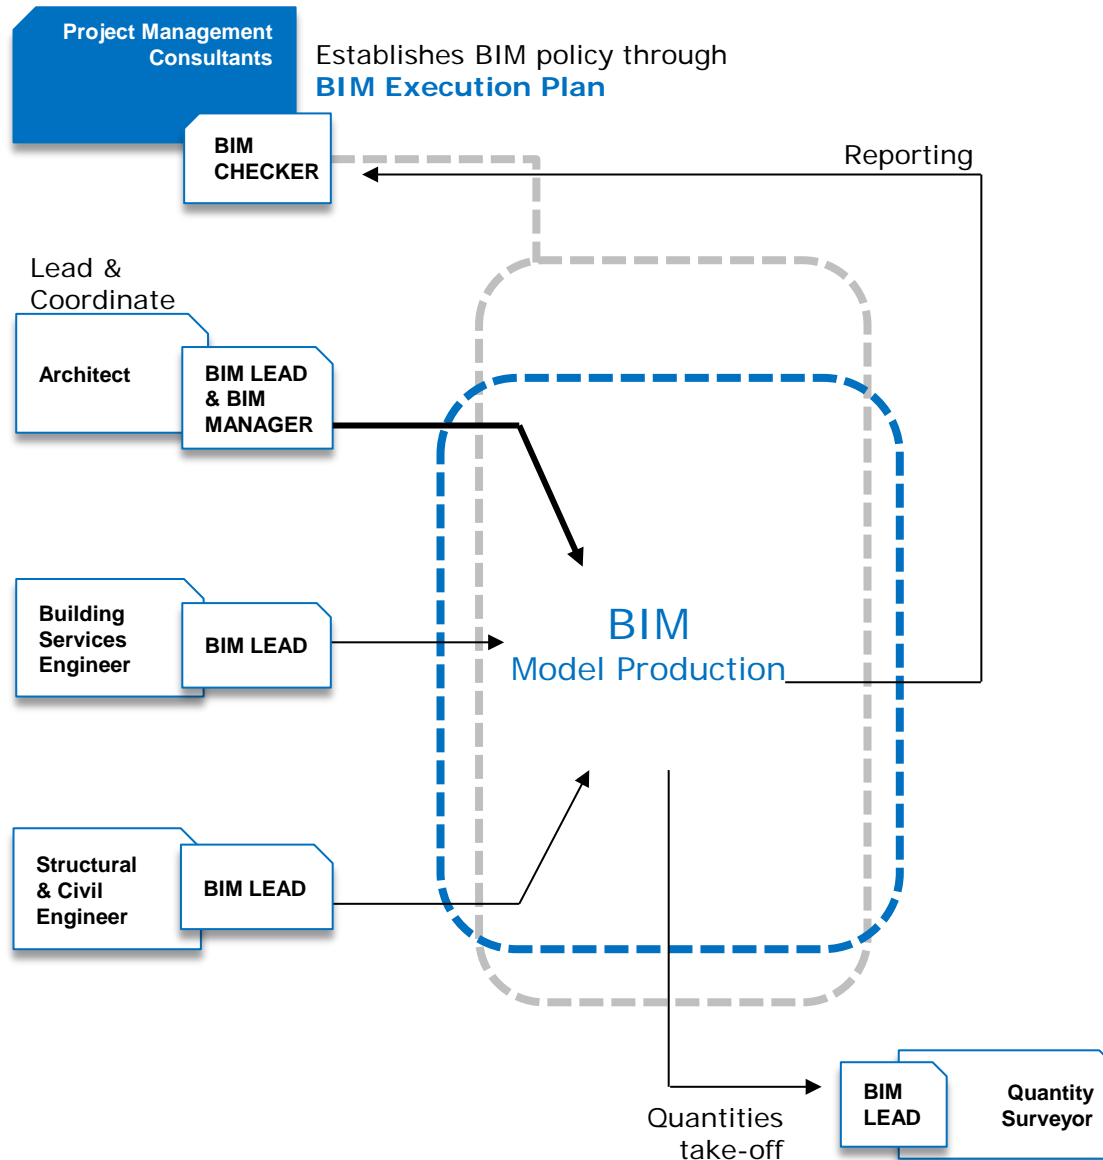 Project Management
Consultants
Establishes BIM policy through
BIM Execution Plan
BIM
CHECKER
Reporting
Lead &
Coordinate
Architect
BIM LEAD
& BIM
MANAGER
Building
Services
Engineer
BIM LEAD
BIM
Model Production
Structural
& Civil
Engineer
BIM LEAD
Quantities
take-off
BIM
LEAD
Quantity
Surveyor